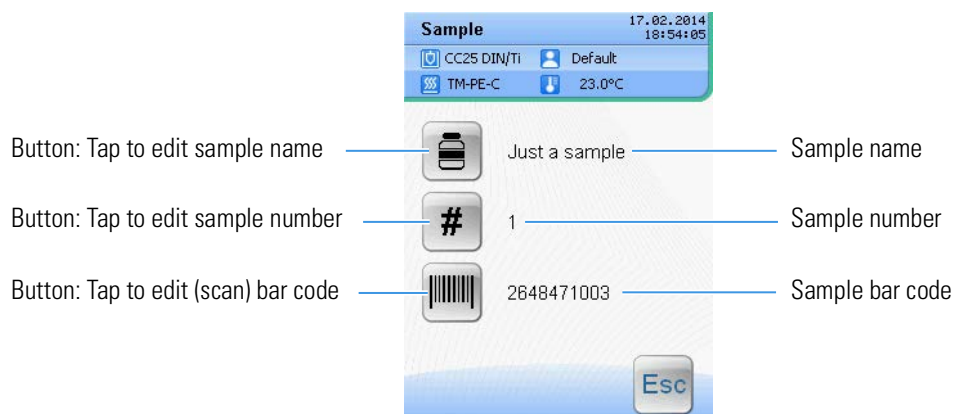 Sample
17.02.2014
18:54:05
CC25 DIN/Ti Default
TM-PE-C 23.0°C
Button: Tap to edit sample name Just a sample Sample name
Button: Tap to edit sample number # 1 Sample number
Button: Tap to edit (scan) bar code 2648471003 Sample bar code
Esc